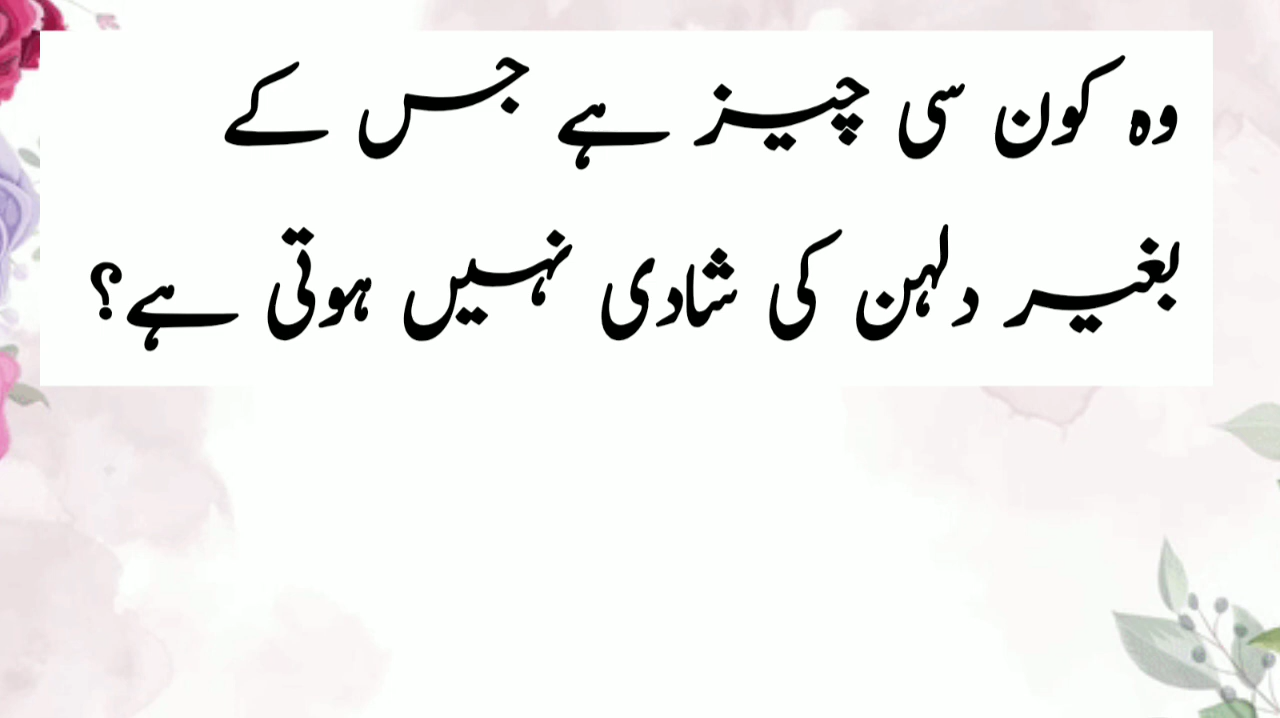 وہ کون سی چیز ہے جس کے
بغیر دلہن کی شادی نہیں ہوتی ہے؟